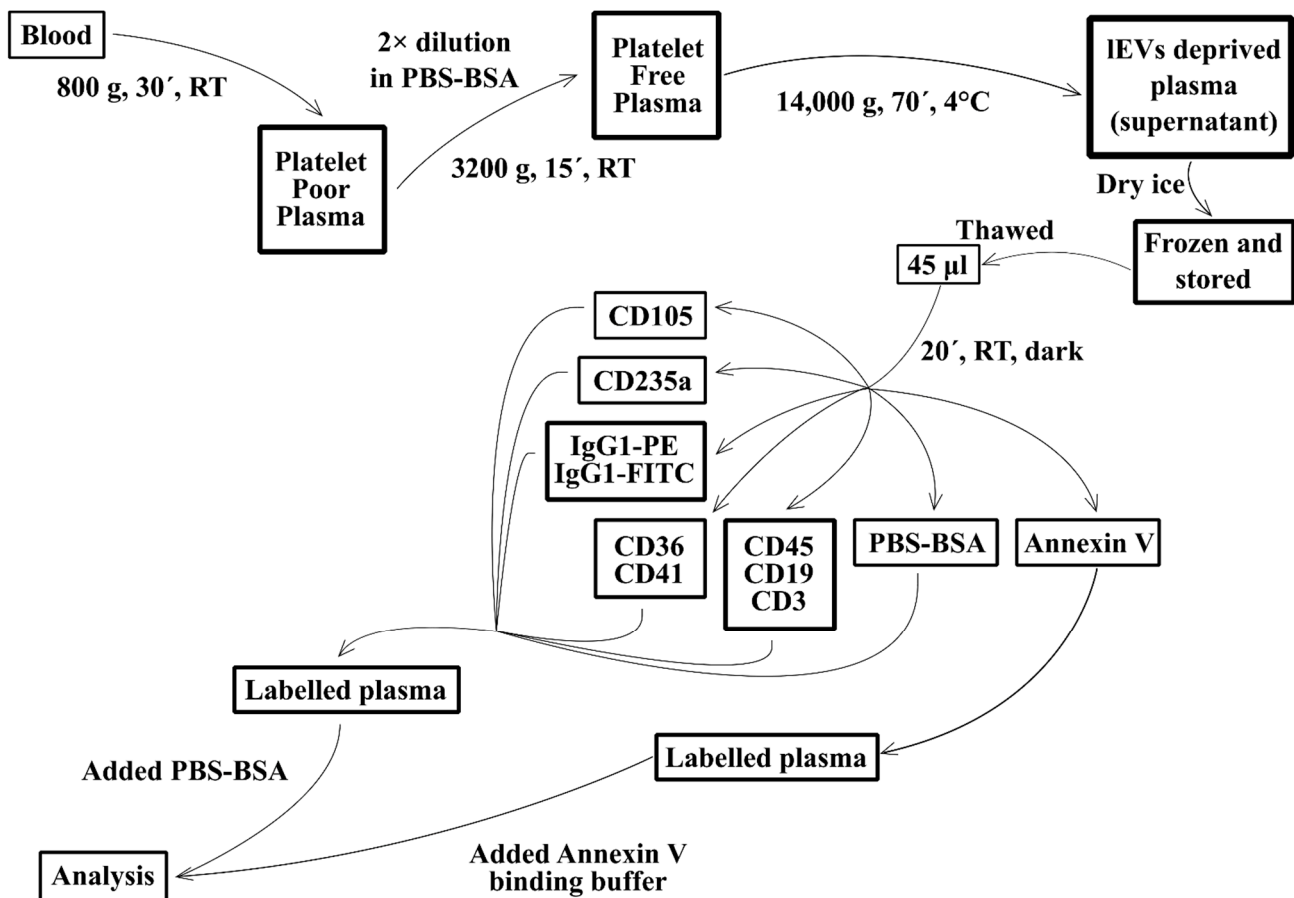 Blood
800 g, 30´, RT
Platelet
Poor
Plasma
2× dilution
in PBS-BSA
3200 g, 15´, RT
Platelet
Free
Plasma
14,000 g, 70´, 4°C
lEVs deprived
plasma
(supernatant)
Dry ice
Frozen and
stored
Thawed
45 µl
20´, RT, dark
CD105
CD235a
IgG1-PE
IgG1-FITC
CD36
CD41
CD45
CD19
CD3
PBS-BSA
Annexin V
Labelled plasma
Labelled plasma
Added PBS-BSA
Added Annexin V
binding buffer
Analysis